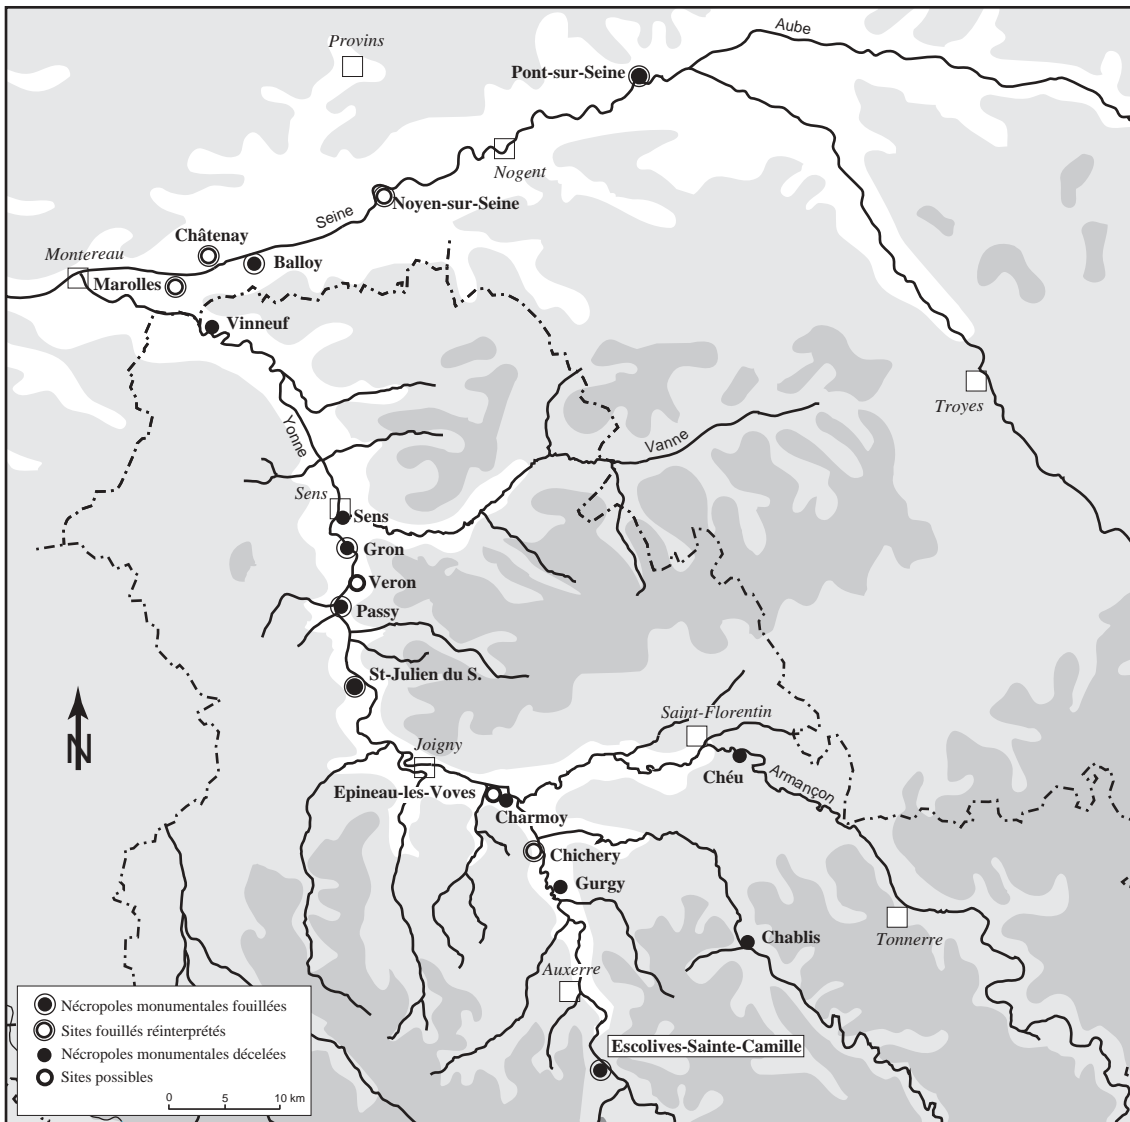 Aube
Provins
Pont-sur-Seine
Nogent
Noyen-sur-Seine
Seine
Châtenay
Montereau
Balloy
Marolles
Vinneuf
Troyes
Yonne
Vanne
Sens
Sens
Gron
Veron
Passy
St-Julien du S.
Saint-Florentin
N
Joigny
Chéu
Armançon
Epineau-les-Voves
Charmoy
Chichery
Gurgy
Chablis
Tonnerre
Auxerre
Escolives-Sainte-Camille
Nécropoles monumentales fouillées
Sites fouillés réinterprétés
Nécropoles monumentales décelées
Sites possibles
0 5 10 km